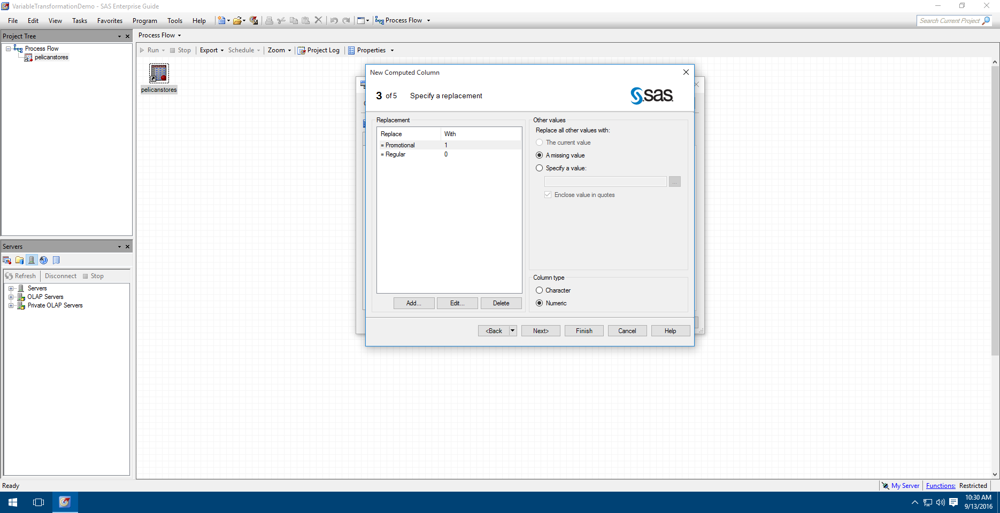 VariableTransformationDemo - SAS Enterprise Guide
File Edit View Tasks Favorites Program Tools Help Process Flow
Search Current Project
Project Tree
Process Flow
pelicanstores
Process Flow
Run Stop Export Schedule Zoom Project Log Properties
pelicanstores
New Computed Column
3 of 5 Specify a replacement
sas
Replacement
Replace With
= Promotional 1
= Regular 0
Add... Edit... Delete
Other values
Replace all other values with:
The current value
A missing value
Specify a value:
...
Enclose value in quotes
Column type
Character
Numeric
<Back Next> Finish Cancel Help
Servers
Refresh Disconnect Stop
Servers
OLAP Servers
Private OLAP Servers
Ready
My Server Functions: Restricted
10:30 AM
9/13/2016